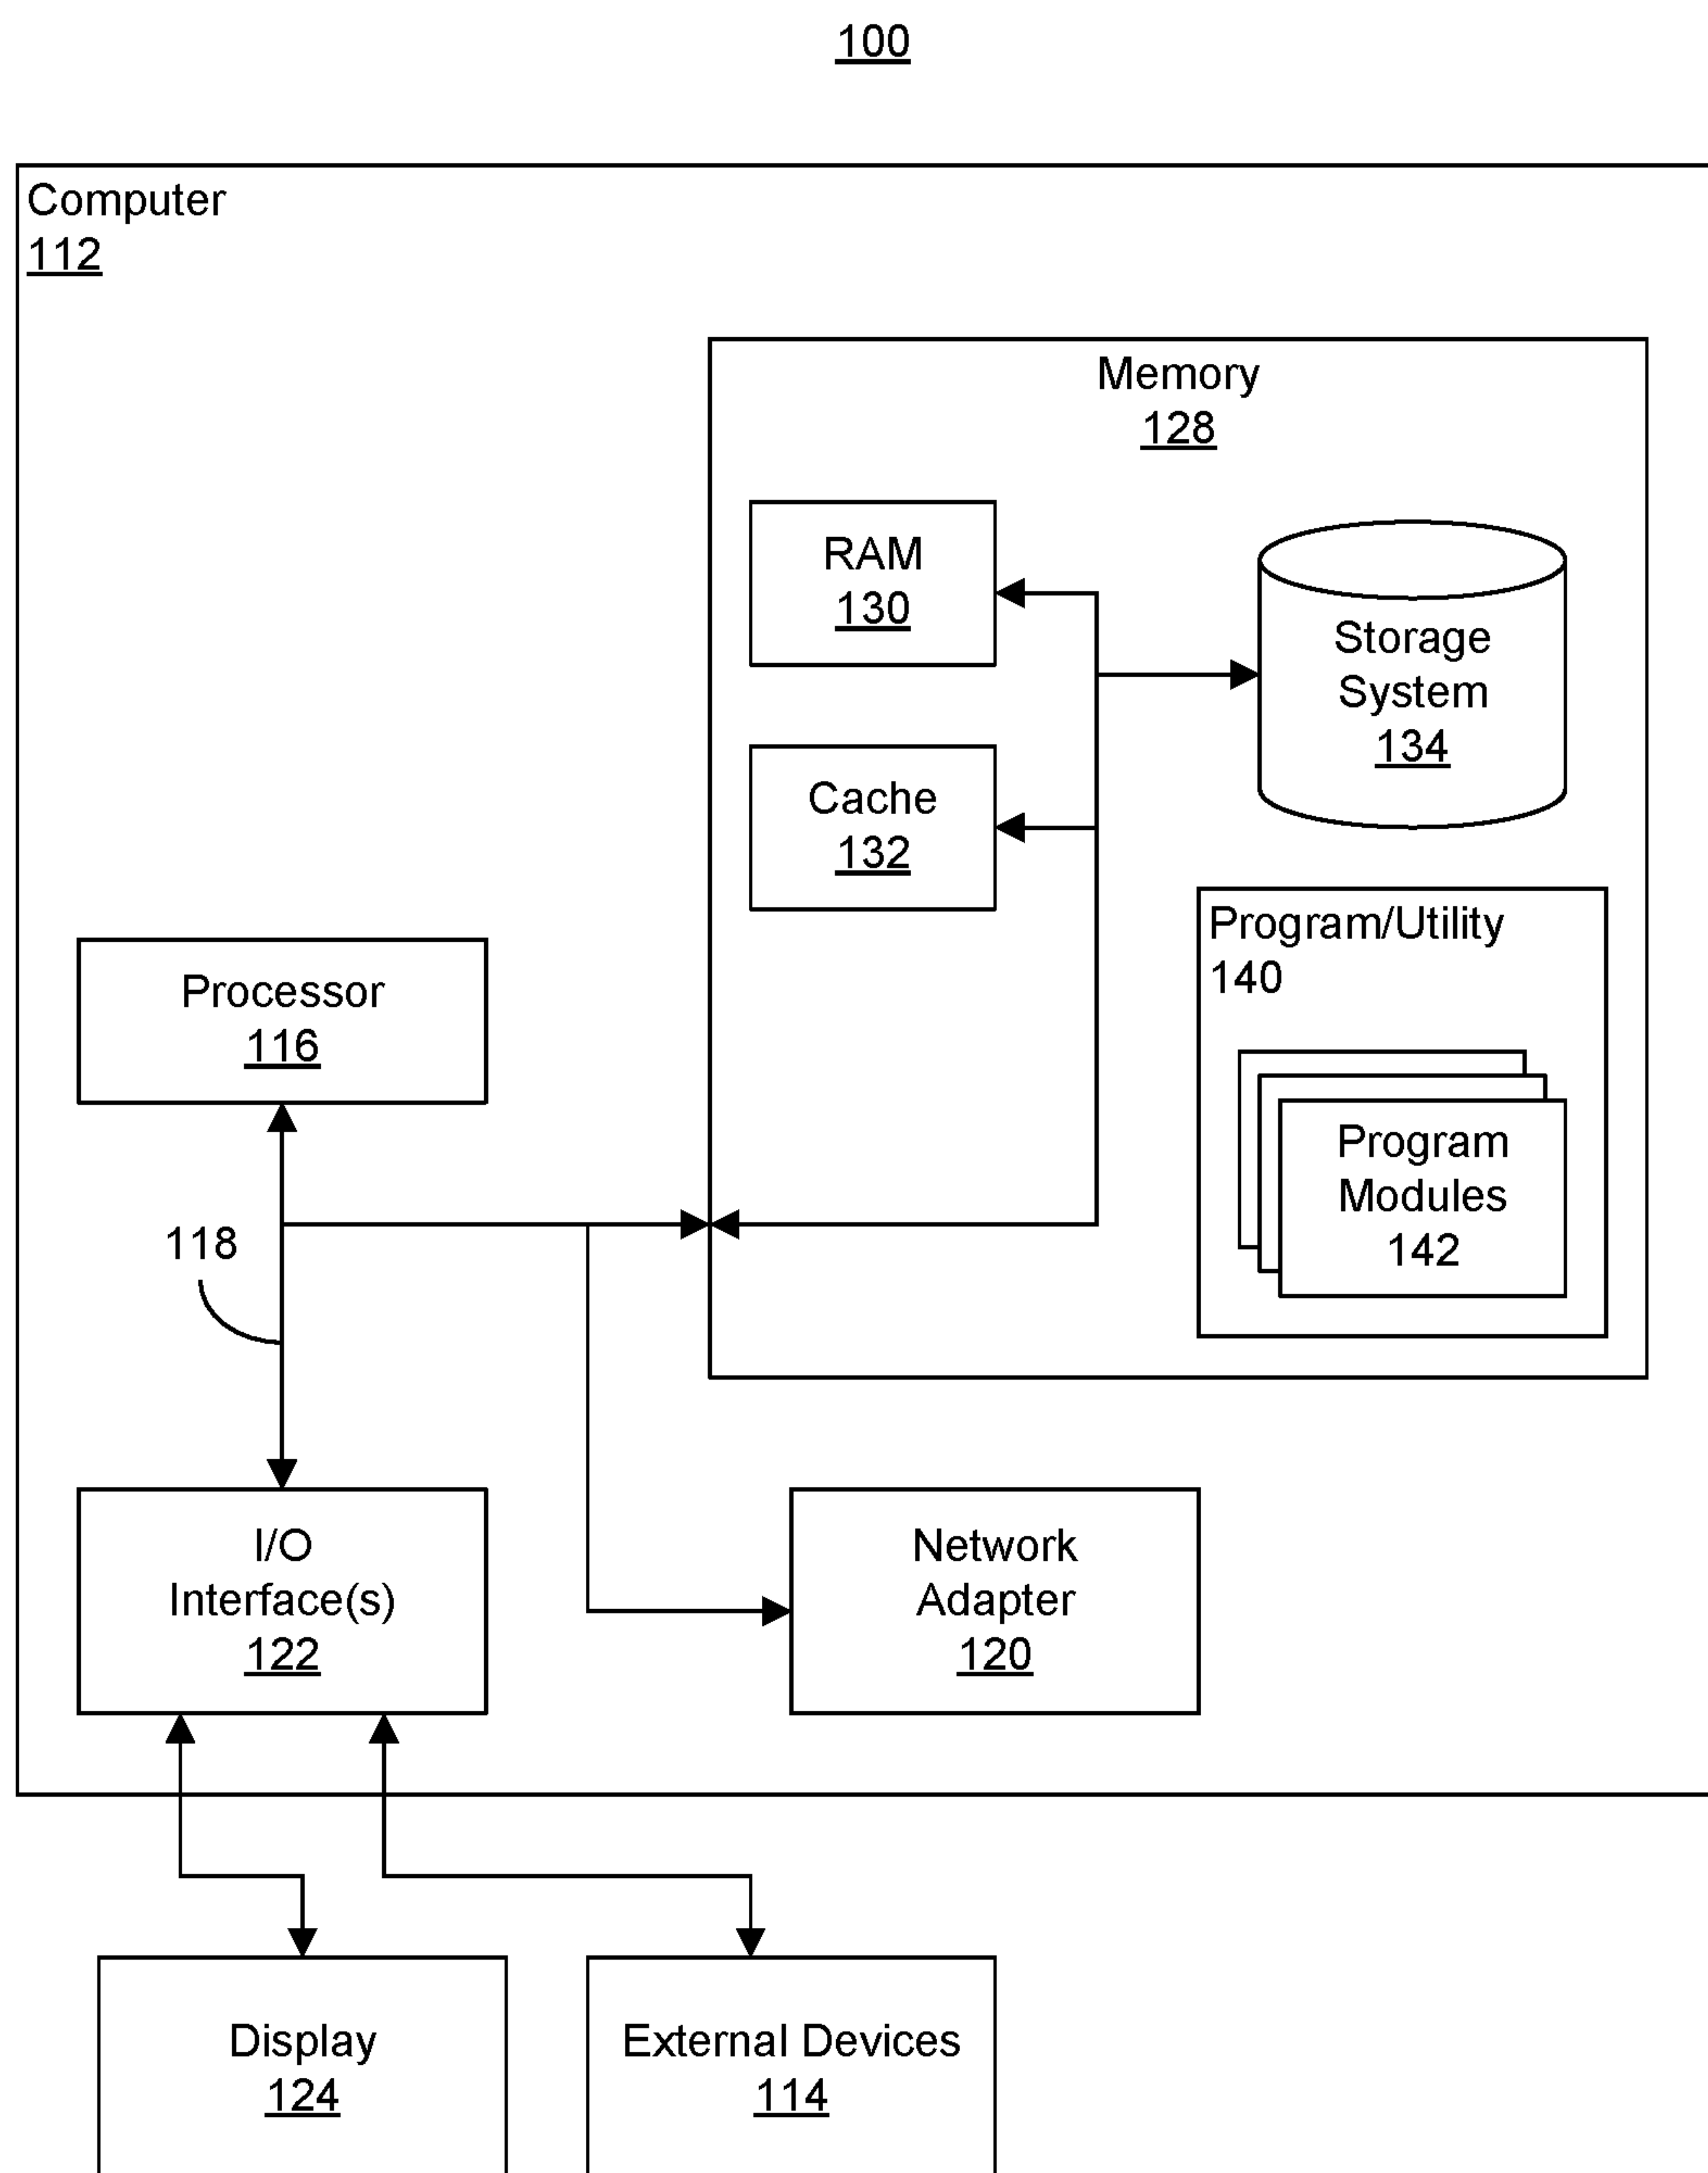 100
Computer
112
Memory
128
RAM
130
Storage
System
134
Cache
132
Program/Utility
140
Processor
116
Program
Modules
142
118
I/O
Interface(s)
122
Network
Adapter
120
Display
124
External Devices
114